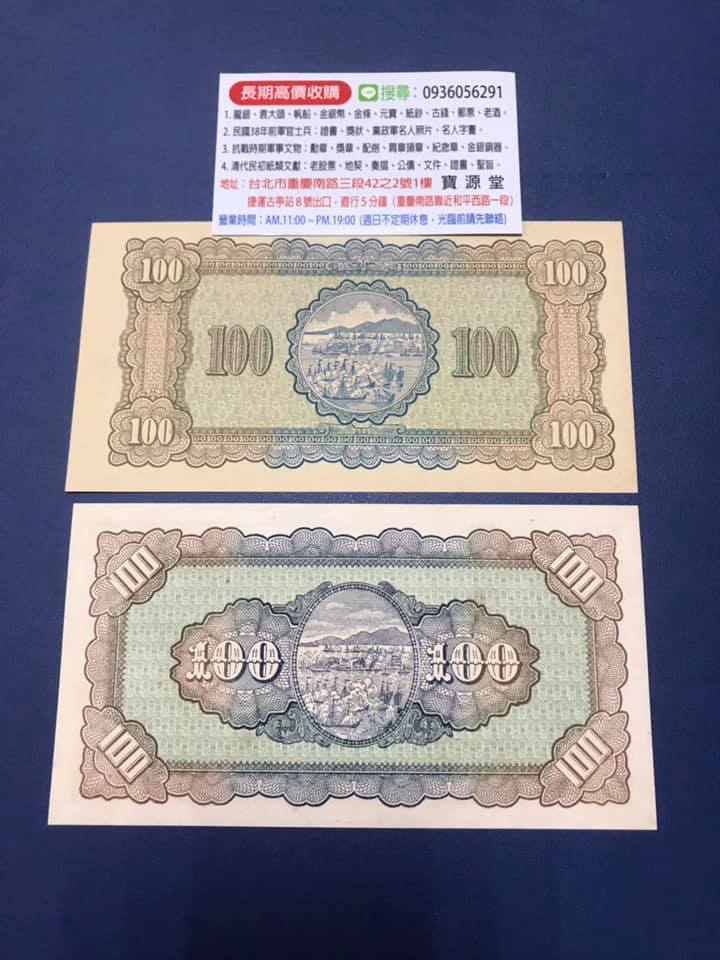 長期高價收購 LINE 搜尋：0936056291
1. 龍銀、袁大頭、帆船、金銀幣、金條、元寶、紙鈔、古錢、郵票、老酒。
2. 民國38年前軍官士兵：證書、獎狀、黨政軍名人照片、名人字畫。
3. 抗戰時期軍事文物：勳章、獎章、配劍、肩章領章、紀念章、金銀銅器。
4. 清代民初紙類文獻：老股票、地契、奏摺、公債、文件、證書、聖旨。
地址：台北市重慶南路三段42之2號1樓 寶源堂
捷運古亭站8號出口，直行5分鐘（重慶南路靠近和平西路一段）
營業時間：AM.11:00 ~ PM.19:00 (週日不定期休息，光臨前請先聯絡)
100 100
100 100
100 100
100 100
100 100
100 100